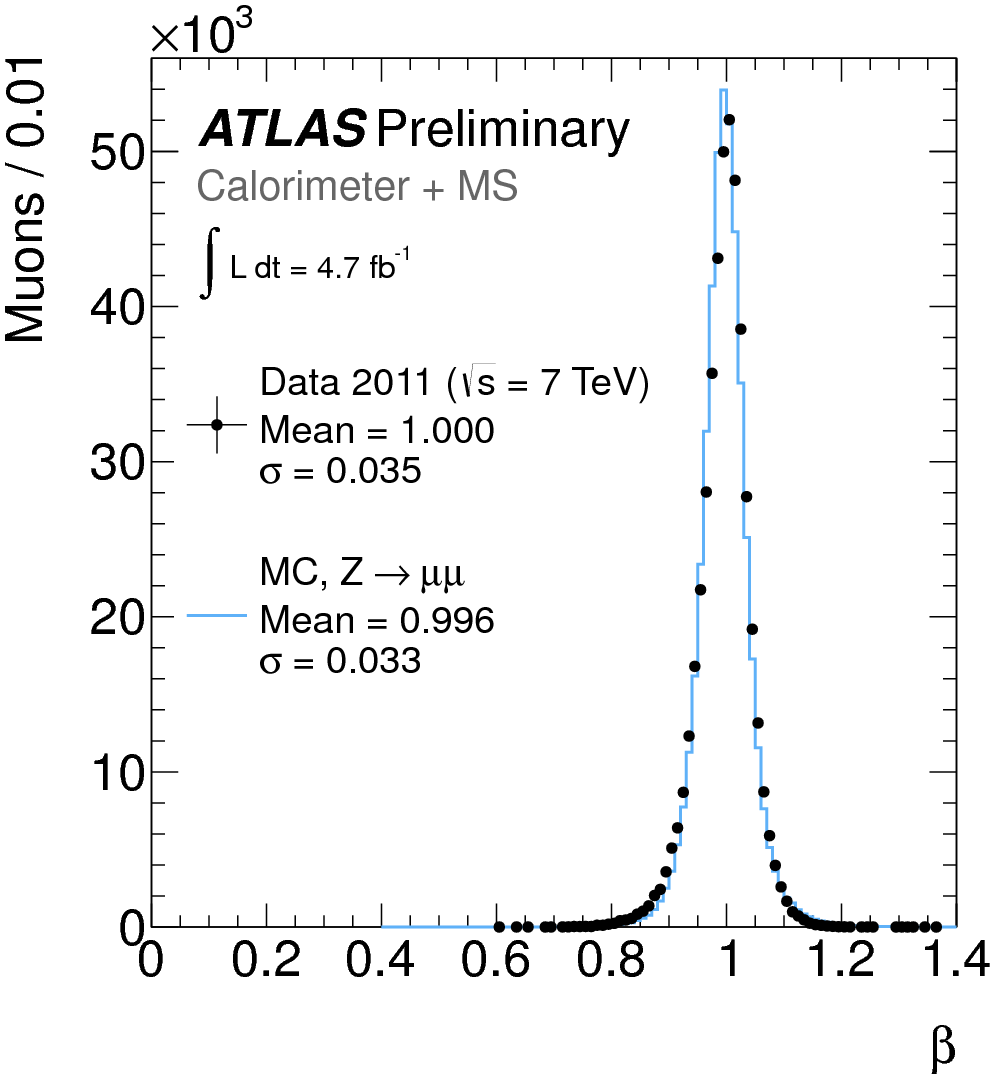 ×10³
Muons / 0.01
ATLAS Preliminary
Calorimeter + MS
∫ L dt = 4.7 fb⁻¹
Data 2011 (√s = 7 TeV)
Mean = 1.000
σ = 0.035
MC, Z → μμ
Mean = 0.996
σ = 0.033
50
40
30
20
10
0
0 0.2 0.4 0.6 0.8 1 1.2 1.4
β